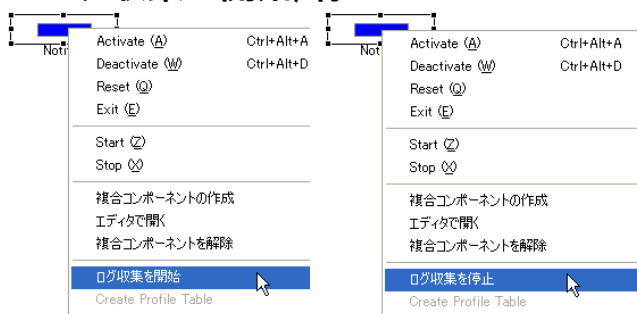 Noti
Activate (A) Ctrl+Alt+A
Deactivate (W) Ctrl+Alt+D
Reset (Q)
Exit (E)
Start (Z)
Stop (X)
複合コンポーネントの作成
エディタで開く
複合コンポーネントを解除
ログ収集を開始
Create Profile Table
Not
Activate (A) Ctrl+Alt+A
Deactivate (W) Ctrl+Alt+D
Reset (Q)
Exit (E)
Start (Z)
Stop (X)
複合コンポーネントの作成
エディタで開く
複合コンポーネントを解除
ログ収集を停止
Create Profile Table